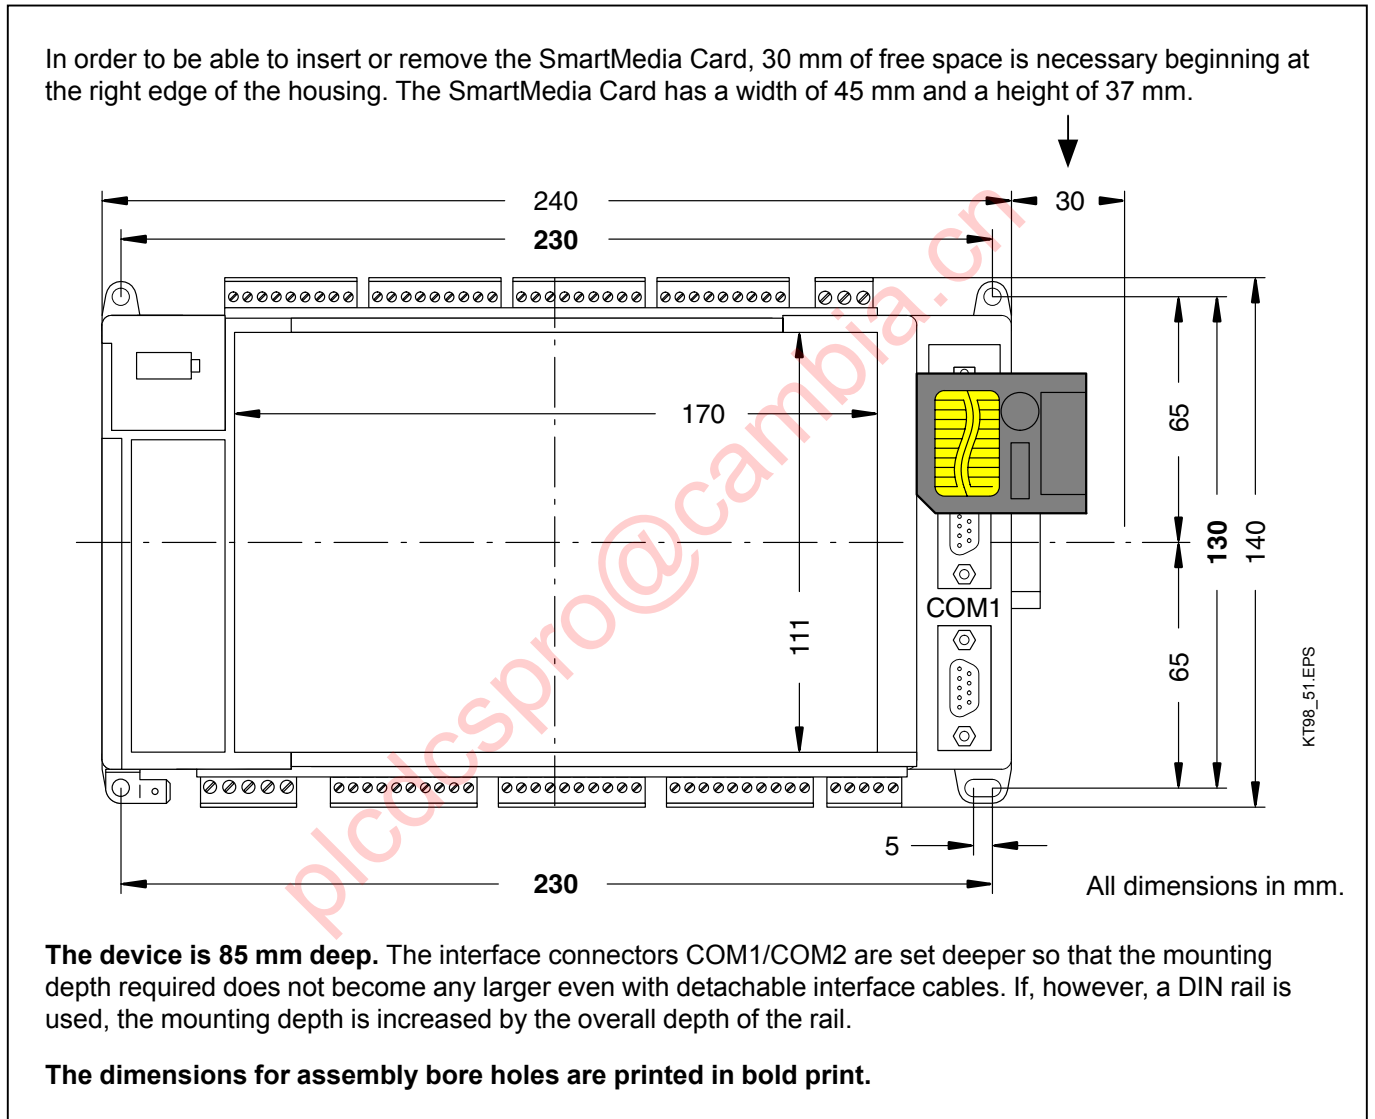 In order to be able to insert or remove the SmartMedia Card, 30 mm of free space is necessary beginning at
the right edge of the housing. The SmartMedia Card has a width of 45 mm and a height of 37 mm.
240
30
230
170
65
130
140
111
COM1
65
5
230
KT98_51.EPS
All dimensions in mm.
plcdcspro@cambia.cn
The device is 85 mm deep. The interface connectors COM1/COM2 are set deeper so that the mounting
depth required does not become any larger even with detachable interface cables. If, however, a DIN rail is
used, the mounting depth is increased by the overall depth of the rail.
The dimensions for assembly bore holes are printed in bold print.